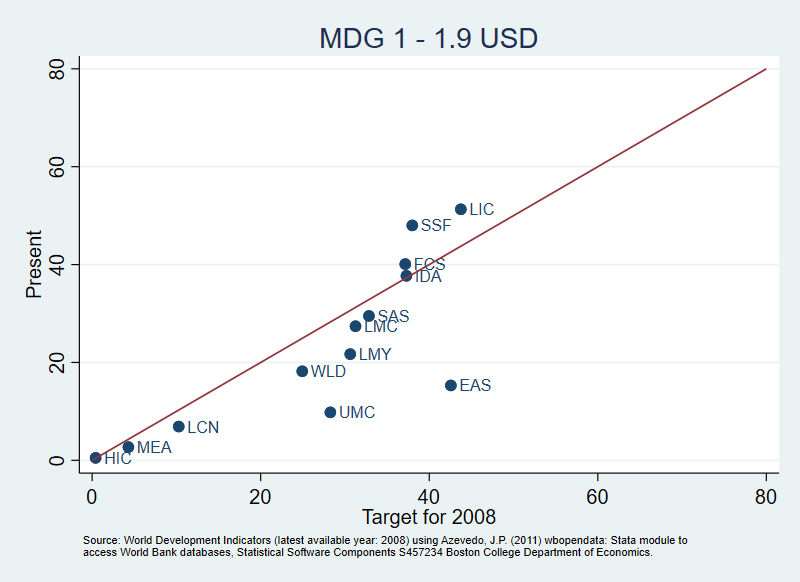 MDG 1 - 1.9 USD
80
60
40
20
0
Present
LIC
SSF
FCS
IDA
SAS
LMC
LMY
WLD
EAS
UMC
LCN
MEA
HIC
0 20 40 60 80
Target for 2008
Source: World Development Indicators (latest available year: 2008) using Azevedo, J.P. (2011) wbopendata: Stata module to
access World Bank databases, Statistical Software Components S457234 Boston College Department of Economics.